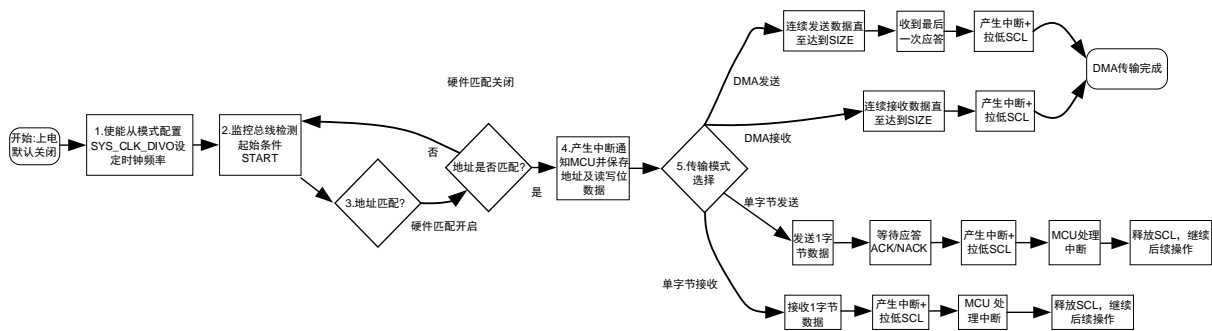 开始:上电
默认关闭
1.使能从模式配置
SYS_CLK_DIVO设
定时钟频率
2.监控总线检测
起始条件
START
3.地址匹配?
硬件匹配开启
硬件匹配关闭
否
地址是否匹配?
是
4.产生中断通
知MCU并保存
地址及读写位
数据
5.传输模式
选择
DMA发送
连续发送数据直
至达到SIZE
收到最后
一次应答
产生中断+
拉低SCL
DMA传输完成
DMA接收
连续接收数据直
至达到SIZE
产生中断+
拉低SCL
单字节发送
发送1字
节数据
等待应答
ACK/NACK
产生中断+
拉低SCL
MCU处理
中断
释放SCL，继续
后续操作
单字节接收
接收1字节
数据
产生中断+
拉低SCL
MCU 处
理中断
释放SCL，继续
后续操作